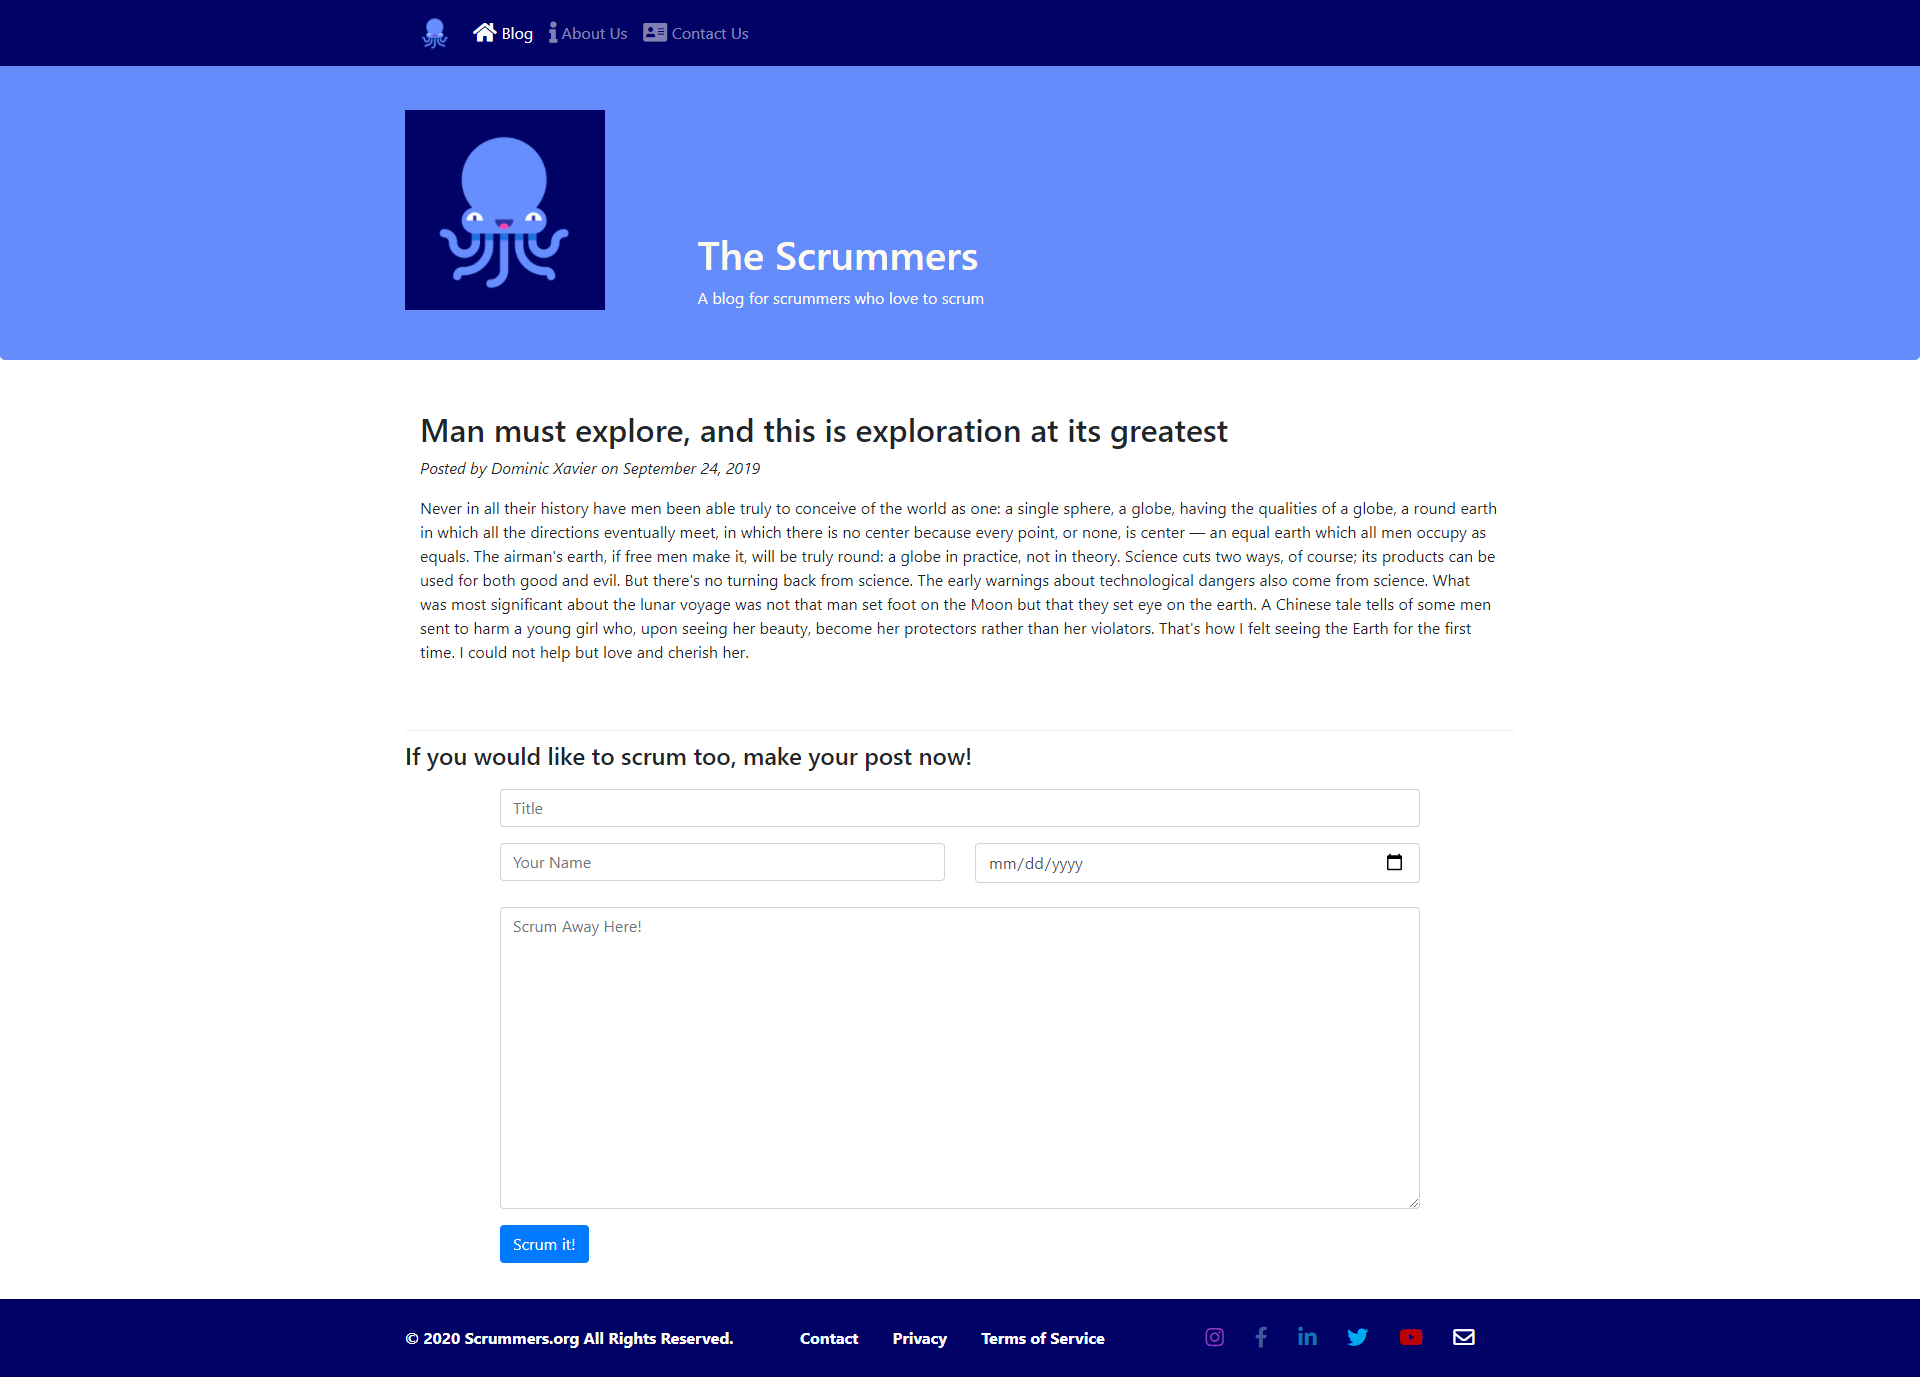 Blog About Us Contact Us
The Scrummers
A blog for scrummers who love to scrum
Man must explore, and this is exploration at its greatest
Posted by Dominic Xavier on September 24, 2019
Never in all their history have men been able truly to conceive of the world as one: a single sphere, a globe, having the qualities of a globe, a round earth
in which all the directions eventually meet, in which there is no center because every point, or none, is center — an equal earth which all men occupy as
equals. The airman's earth, if free men make it, will be truly round: a globe in practice, not in theory. Science cuts two ways, of course; its products can be
used for both good and evil. But there's no turning back from science. The early warnings about technological dangers also come from science. What
was most significant about the lunar voyage was not that man set foot on the Moon but that they set eye on the earth. A Chinese tale tells of some men
sent to harm a young girl who, upon seeing her beauty, become her protectors rather than her violators. That's how I felt seeing the Earth for the first
time. I could not help but love and cherish her.
If you would like to scrum too, make your post now!
Title
Your Name
mm/dd/yyyy
Scrum Away Here!
Scrum it!
© 2020 Scrummers.org All Rights Reserved. Contact Privacy Terms of Service